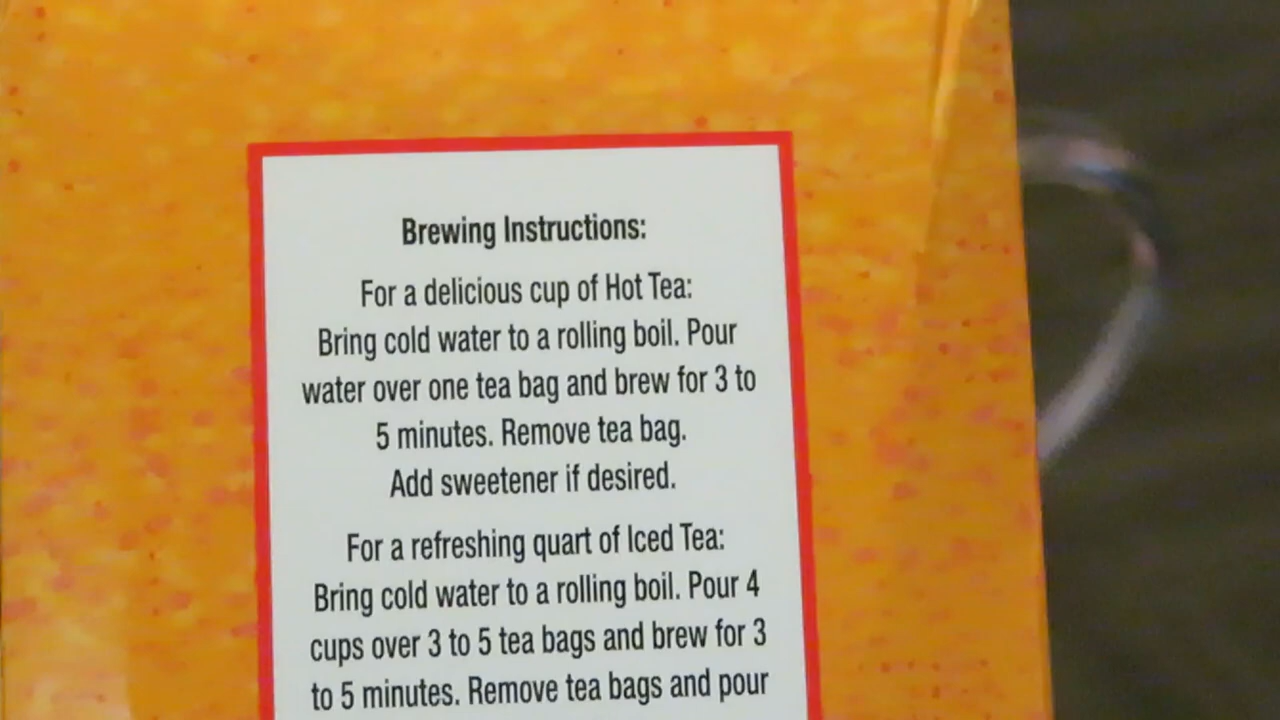 Brewing Instructions:
For a delicious cup of Hot Tea:
Bring cold water to a rolling boil. Pour
water over one tea bag and brew for 3 to
5 minutes. Remove tea bag.
Add sweetener if desired.
For a refreshing quart of Iced Tea:
Bring cold water to a rolling boil. Pour 4
cups over 3 to 5 tea bags and brew for 3
to 5 minutes. Remove tea bags and pour